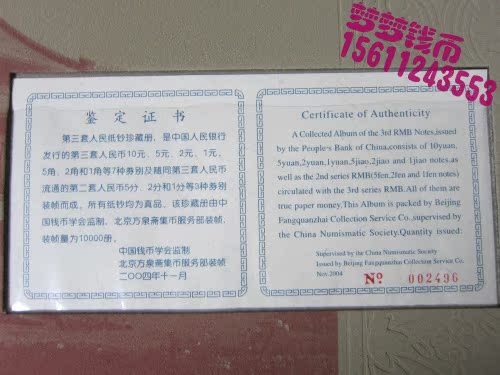 梦梦钱币
15611243553
鉴定证书
第三套人民纸钞珍藏册，是中国人民银行
发行的第三套人民币10元、5元、2元、1元、
5角、2角和1角等7种券别及随同第三套人民币
流通的第二套人民币5分、2分和1分等3种券别
装帧而成。所有纸钞均为真品。该珍藏册由中
国钱币学会监制、北京方泉斋集币服务部装帧，
装帧量为10000册。
中国钱币学会监制
北京方泉斋集币服务部装帧
二〇〇四年十一月
Certificate of Authenticity
A Collected Album of the 3rd RMB Notes,issued
by the People's Bank of China,consists of 10yuan,
5yuan,2yuan,1yuan,5jiao,2jiao and 1jiao notes,as
well as the 2nd series RMB(5fen,2fen and 1fen notes)
circulated with the 3rd series RMB.All of them are
true paper money.This Album is packed by Beijing
Fangquanzhai Collection Service Co.,supervised by
the China Numismatic Society.Quantity issued:
Supervised by the China Numismatic Society
Issued by Beijing Fangquanzhai Collection Service Co.
Nov.2004
No. 002496